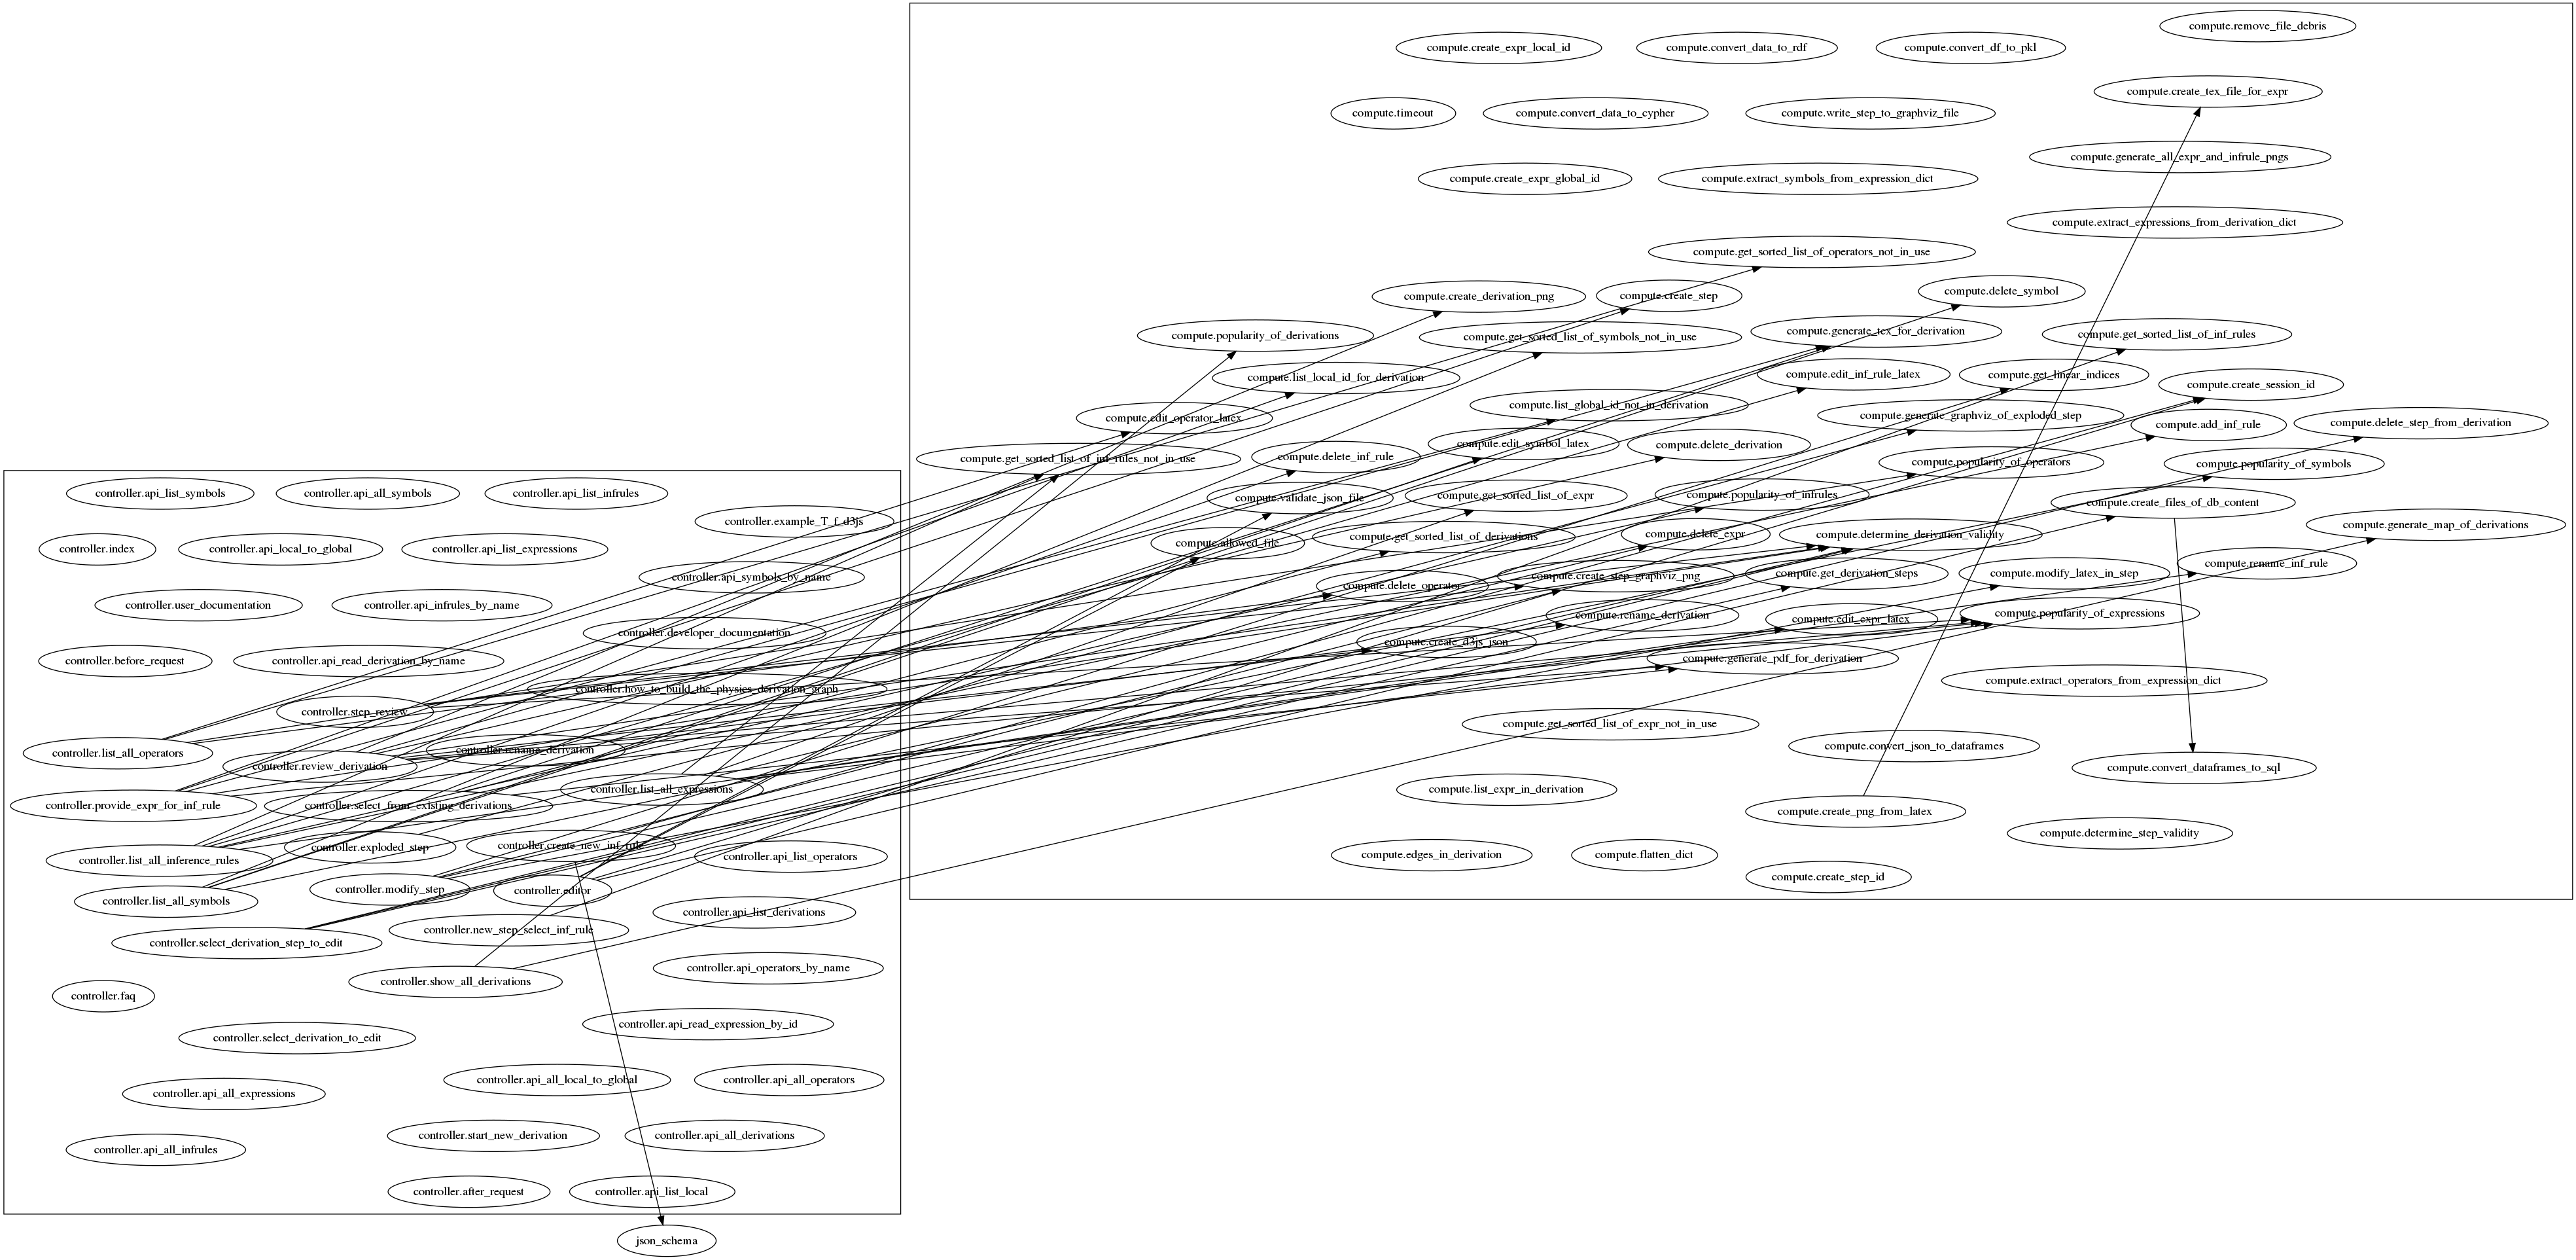 compute.remove_file_debris
compute.create_expr_local_id
compute.convert_data_to_rdf
compute.convert_df_to_pkl
compute.create_tex_file_for_expr
compute.timeout
compute.convert_data_to_cypher
compute.write_step_to_graphviz_file
compute.generate_all_expr_and_infrule_pngs
compute.create_expr_global_id
compute.extract_symbols_from_expression_dict
compute.extract_expressions_from_derivation_dict
compute.get_sorted_list_of_operators_not_in_use
compute.create_derivation_png
compute.create_step
compute.delete_symbol
compute.popularity_of_derivations
compute.get_sorted_list_of_symbols_not_in_use
compute.generate_tex_for_derivation
compute.get_sorted_list_of_inf_rules
compute.list_local_id_for_derivation
compute.edit_inf_rule_latex
compute.get_linear_indices
compute.create_session_id
compute.edit_operator_latex
compute.list_global_id_not_in_derivation
compute.generate_graphviz_of_exploded_step
compute.add_inf_rule
compute.delete_step_from_derivation
compute.get_sorted_list_of_inf_rules_not_in_use
compute.delete_inf_rule
compute.edit_symbol_latex
compute.delete_derivation
compute.popularity_of_operators
compute.popularity_of_symbols
compute.validate_json_file
compute.get_sorted_list_of_expr
compute.popularity_of_infrules
compute.create_files_of_db_content
compute.allowed_file
compute.get_sorted_list_of_derivations
compute.delete_expr
compute.determine_derivation_validity
compute.generate_map_of_derivations
compute.delete_operator
compute.create_step_graphviz_png
compute.get_derivation_steps
compute.modify_latex_in_step
compute.rename_inf_rule
compute.create_d3js_json
compute.rename_derivation
compute.edit_expr_latex
compute.popularity_of_expressions
compute.generate_pdf_for_derivation
compute.extract_operators_from_expression_dict
compute.get_sorted_list_of_expr_not_in_use
compute.convert_json_to_dataframes
compute.convert_dataframes_to_sql
compute.list_expr_in_derivation
compute.create_png_from_latex
compute.determine_step_validity
compute.edges_in_derivation
compute.flatten_dict
compute.create_step_id
controller.api_list_symbols
controller.api_all_symbols
controller.api_list_infrules
controller.example_T_f_d3js
controller.index
controller.api_local_to_global
controller.api_list_expressions
controller.api_symbols_by_name
controller.user_documentation
controller.api_infrules_by_name
controller.developer_documentation
controller.before_request
controller.api_read_derivation_by_name
controller.how_to_build_the_physics_derivation_graph
controller.step_review
controller.list_all_operators
controller.rename_derivation
controller.review_derivation
controller.list_all_expressions
controller.provide_expr_for_inf_rule
controller.select_from_existing_derivations
controller.exploded_step
controller.create_new_inf_rule
controller.list_all_inference_rules
controller.api_list_operators
controller.modify_step
controller.editor
controller.list_all_symbols
controller.api_list_derivations
controller.new_step_select_inf_rule
controller.select_derivation_step_to_edit
controller.api_operators_by_name
controller.show_all_derivations
controller.faq
controller.api_read_expression_by_id
controller.select_derivation_to_edit
controller.api_all_local_to_global
controller.api_all_operators
controller.api_all_expressions
controller.start_new_derivation
controller.api_all_derivations
controller.api_all_infrules
controller.after_request
controller.api_list_local
json_schema